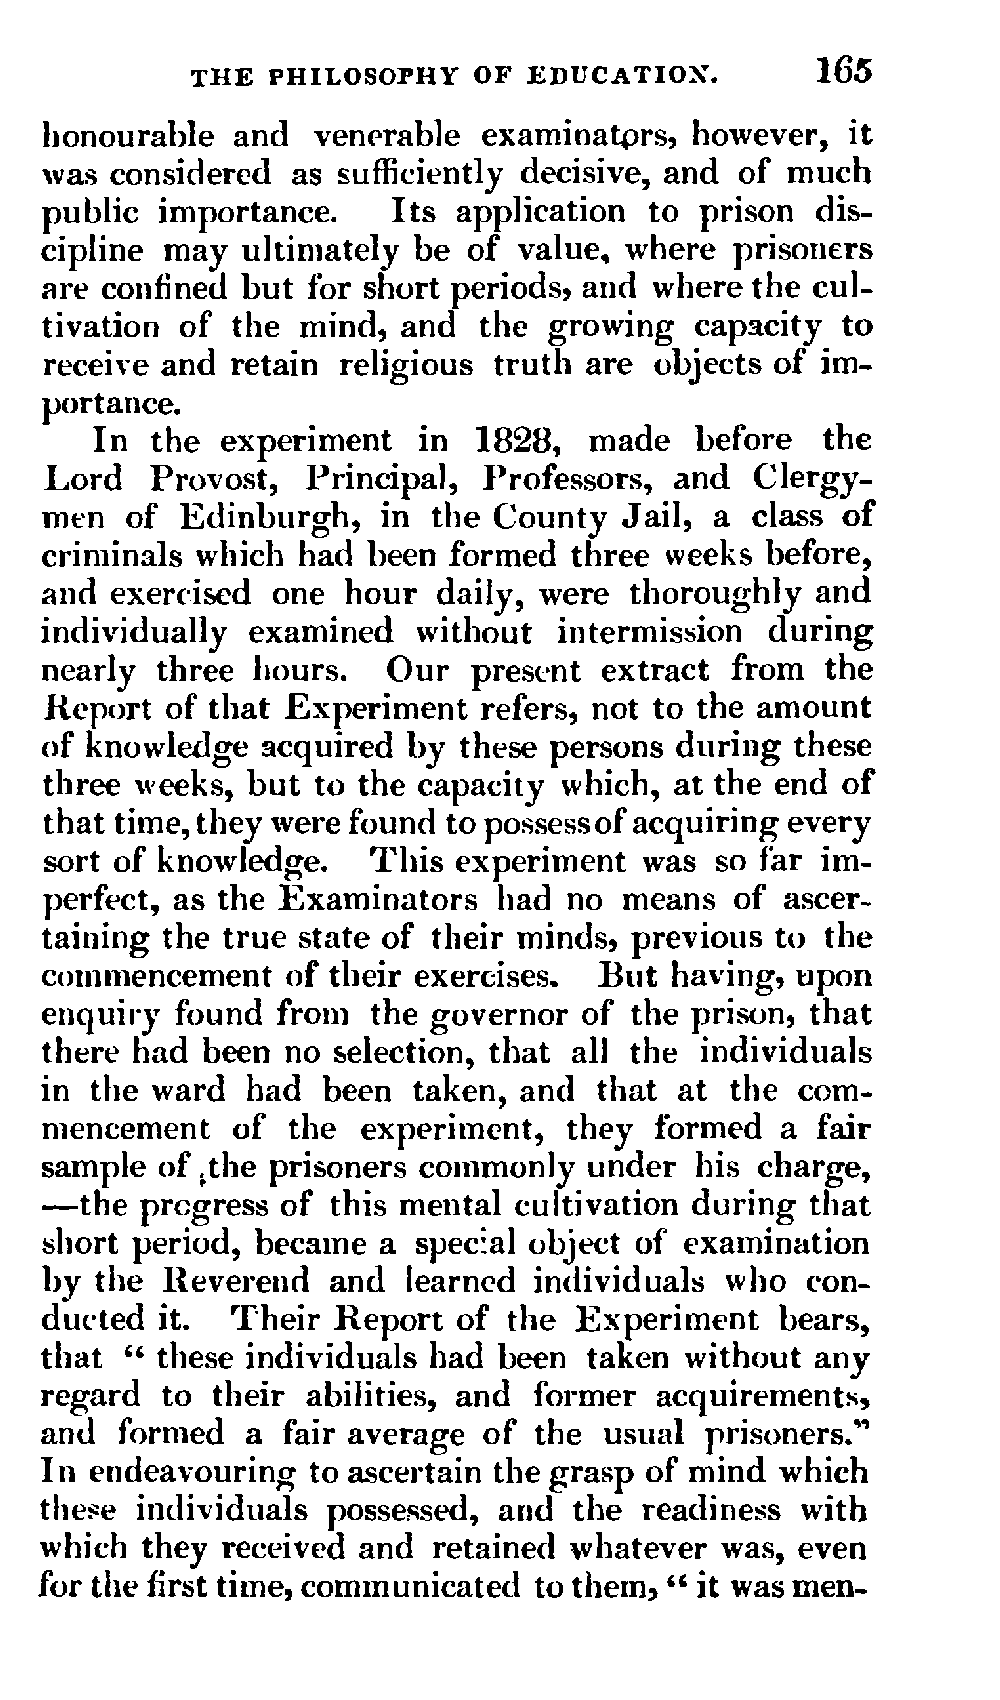 THE PHILOSOPHY OF EDUCATION. 165
honourable and venerable examinators, however, it
was considered as sufficiently decisive, and of much
public importance. Its application to prison dis-
cipline may ultimately be of value, where prisoners
are confined but for short periods, and where the cul-
tivation of the mind, and the growing capacity to
receive and retain religious truth are objects of im-
portance.
In the experiment in 1828, made before the
Lord Provost, Principal, Professors, and Clergy-
men of Edinburgh, in the County Jail, a class of
criminals which had been formed three weeks before,
and exercised one hour daily, were thoroughly and
individually examined without intermission during
nearly three hours. Our present extract from the
Report of that Experiment refers, not to the amount
of knowledge acquired by these persons during these
three weeks, but to the capacity which, at the end of
that time, they were found to possess of acquiring every
sort of knowledge. This experiment was so far im-
perfect, as the Examinators had no means of ascer-
taining the true state of their minds, previous to the
commencement of their exercises. But having, upon
enquiry found from the governor of the prison, that
there had been no selection, that all the individuals
in the ward had been taken, and that at the com-
mencement of the experiment, they formed a fair
sample of the prisoners commonly under his charge,
—the progress of this mental cultivation during that
short period, became a special object of examination
by the Reverend and learned individuals who con-
ducted it. Their Report of the Experiment bears,
that “ these individuals had been taken without any
regard to their abilities, and former acquirements,
and formed a fair average of the usual prisoners.”
In endeavouring to ascertain the grasp of mind which
these individuals possessed, and the readiness with
which they received and retained whatever was, even
for the first time, communicated to them, “ it was men-